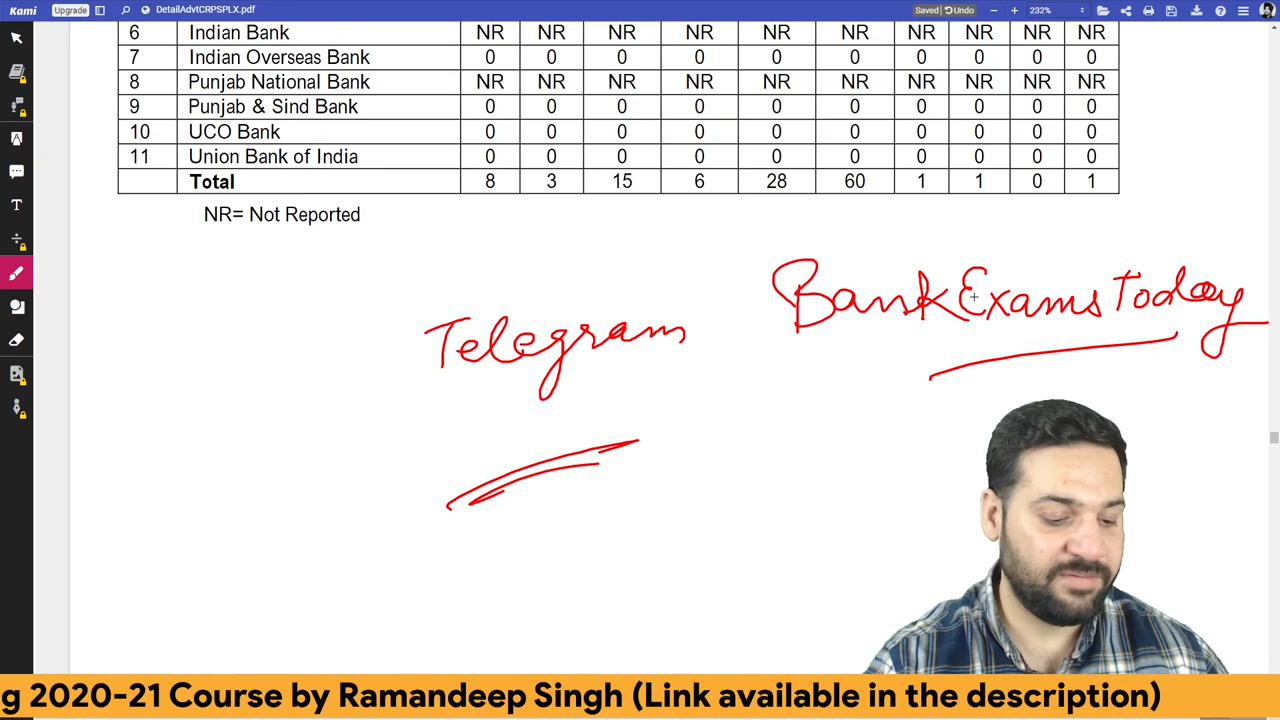 Kami Upgrade DetailAdvtCRPSPLX.pdf Saved Undo 232%
6 Indian Bank NR NR NR NR NR NR NR NR NR NR
7 Indian Overseas Bank 0 0 0 0 0 0 0 0 0 0
8 Punjab National Bank NR NR NR NR NR NR NR NR NR NR
9 Punjab & Sind Bank 0 0 0 0 0 0 0 0 0 0
10 UCO Bank 0 0 0 0 0 0 0 0 0 0
11 Union Bank of India 0 0 0 0 0 0 0 0 0 0
Total 8 3 15 6 28 60 1 1 0 1
NR= Not Reported
BankExamsToday
Telegram
g 2020-21 Course by Ramandeep Singh (Link available in the description)